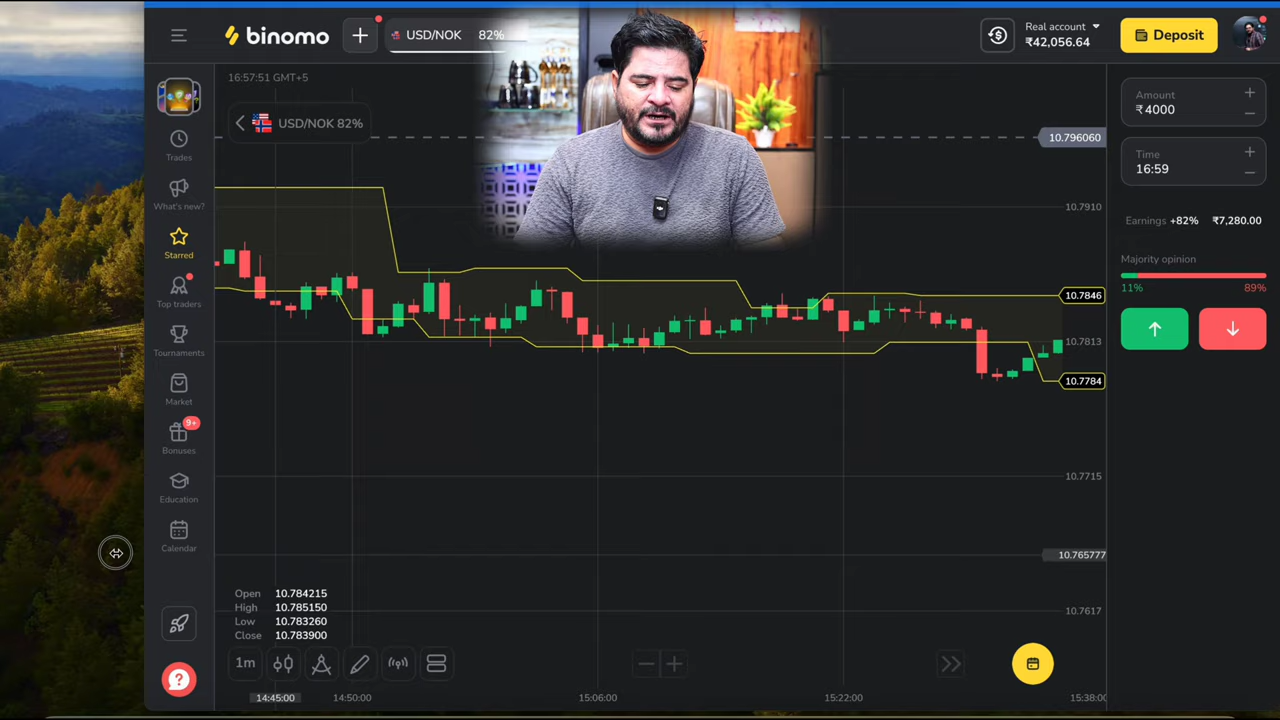 binomo
USD/NOK 82%
Real account
₹42,056.64
Deposit
16:57:51 GMT+5
USD/NOK 82%
Trades
What's new?
Starred
Top traders
Tournaments
Market
9+
Bonuses
Education
Calendar
10.796060
10.7910
10.7846
10.7813
10.7784
10.7715
10.765777
10.7617
Amount
₹4000
Time
16:59
Earnings +82% ₹7,280.00
Majority opinion
11% 89%
Open 10.784215
High 10.785150
Low 10.783260
Close 10.783900
1m
14:45:00 14:50:00 15:06:00 15:22:00 15:38:00